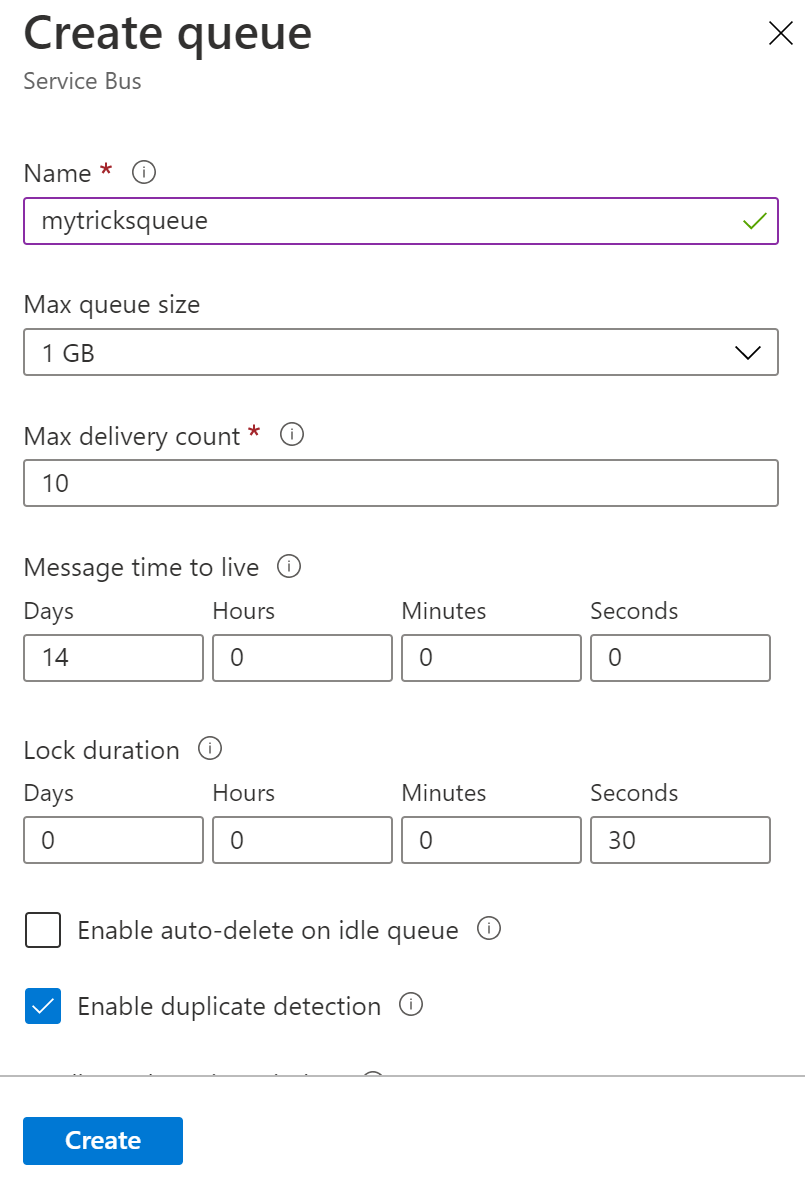 Create queue
Service Bus
Name *
mytricksqueue
Max queue size
1 GB
Max delivery count *
10
Message time to live
Days Hours Minutes Seconds
14 0 0 0
Lock duration
Days Hours Minutes Seconds
0 0 0 30
Enable auto-delete on idle queue
Enable duplicate detection
Create